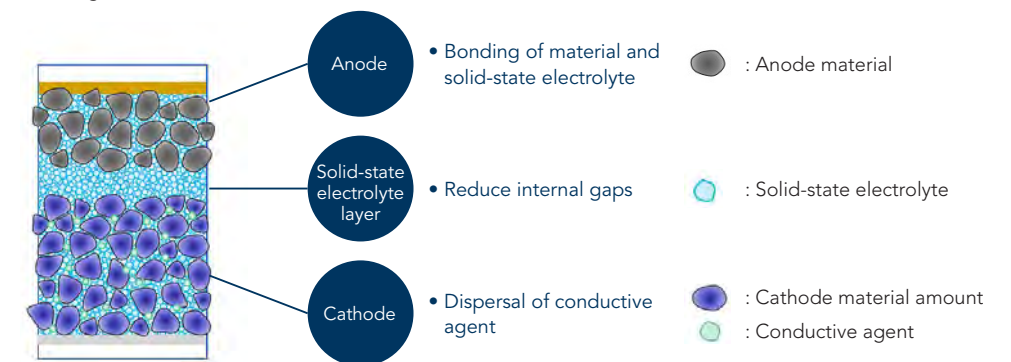 Anode
• Bonding of material and
solid-state electrolyte
: Anode material
Solid-state
electrolyte
layer
• Reduce internal gaps
: Solid-state electrolyte
Cathode
• Dispersal of conductive
agent
: Cathode material amount
: Conductive agent